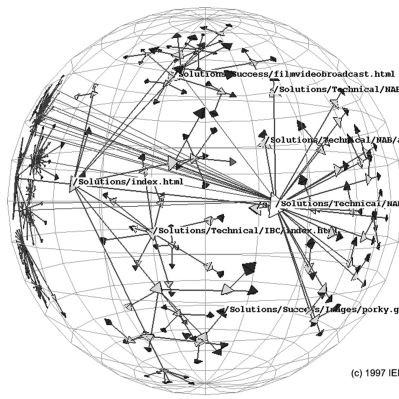 /Solutions/Success/filmvideobroadcast.html
/Solutions/Technical/NAB
/Solutions/Technical/NAB/a
/Solutions/index.html
/Solutions/Technical/NAB
/Solutions/Technical/IBC/index.html
/Solutions/Success/Images/porky.g
(c) 1997 IEE